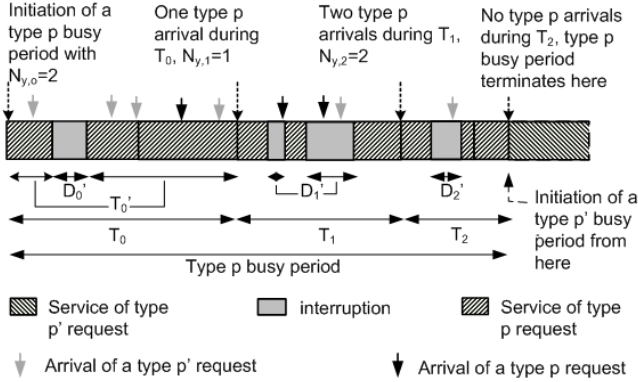 Initiation of a
type p busy
period with
Ny,o=2
One type p
arrival during
T0, Ny,1=1
Two type p
arrivals during T1,
Ny,2=2
No type p arrivals
during T2, type p
busy period
terminates here
D0'
T0'
D1'
D2'
T0
T1
T2
Type p busy period
Initiation of a
type p' busy
period from
here
Service of type
p' request
interruption
Service of type
p request
Arrival of a type p' request
Arrival of a type p request